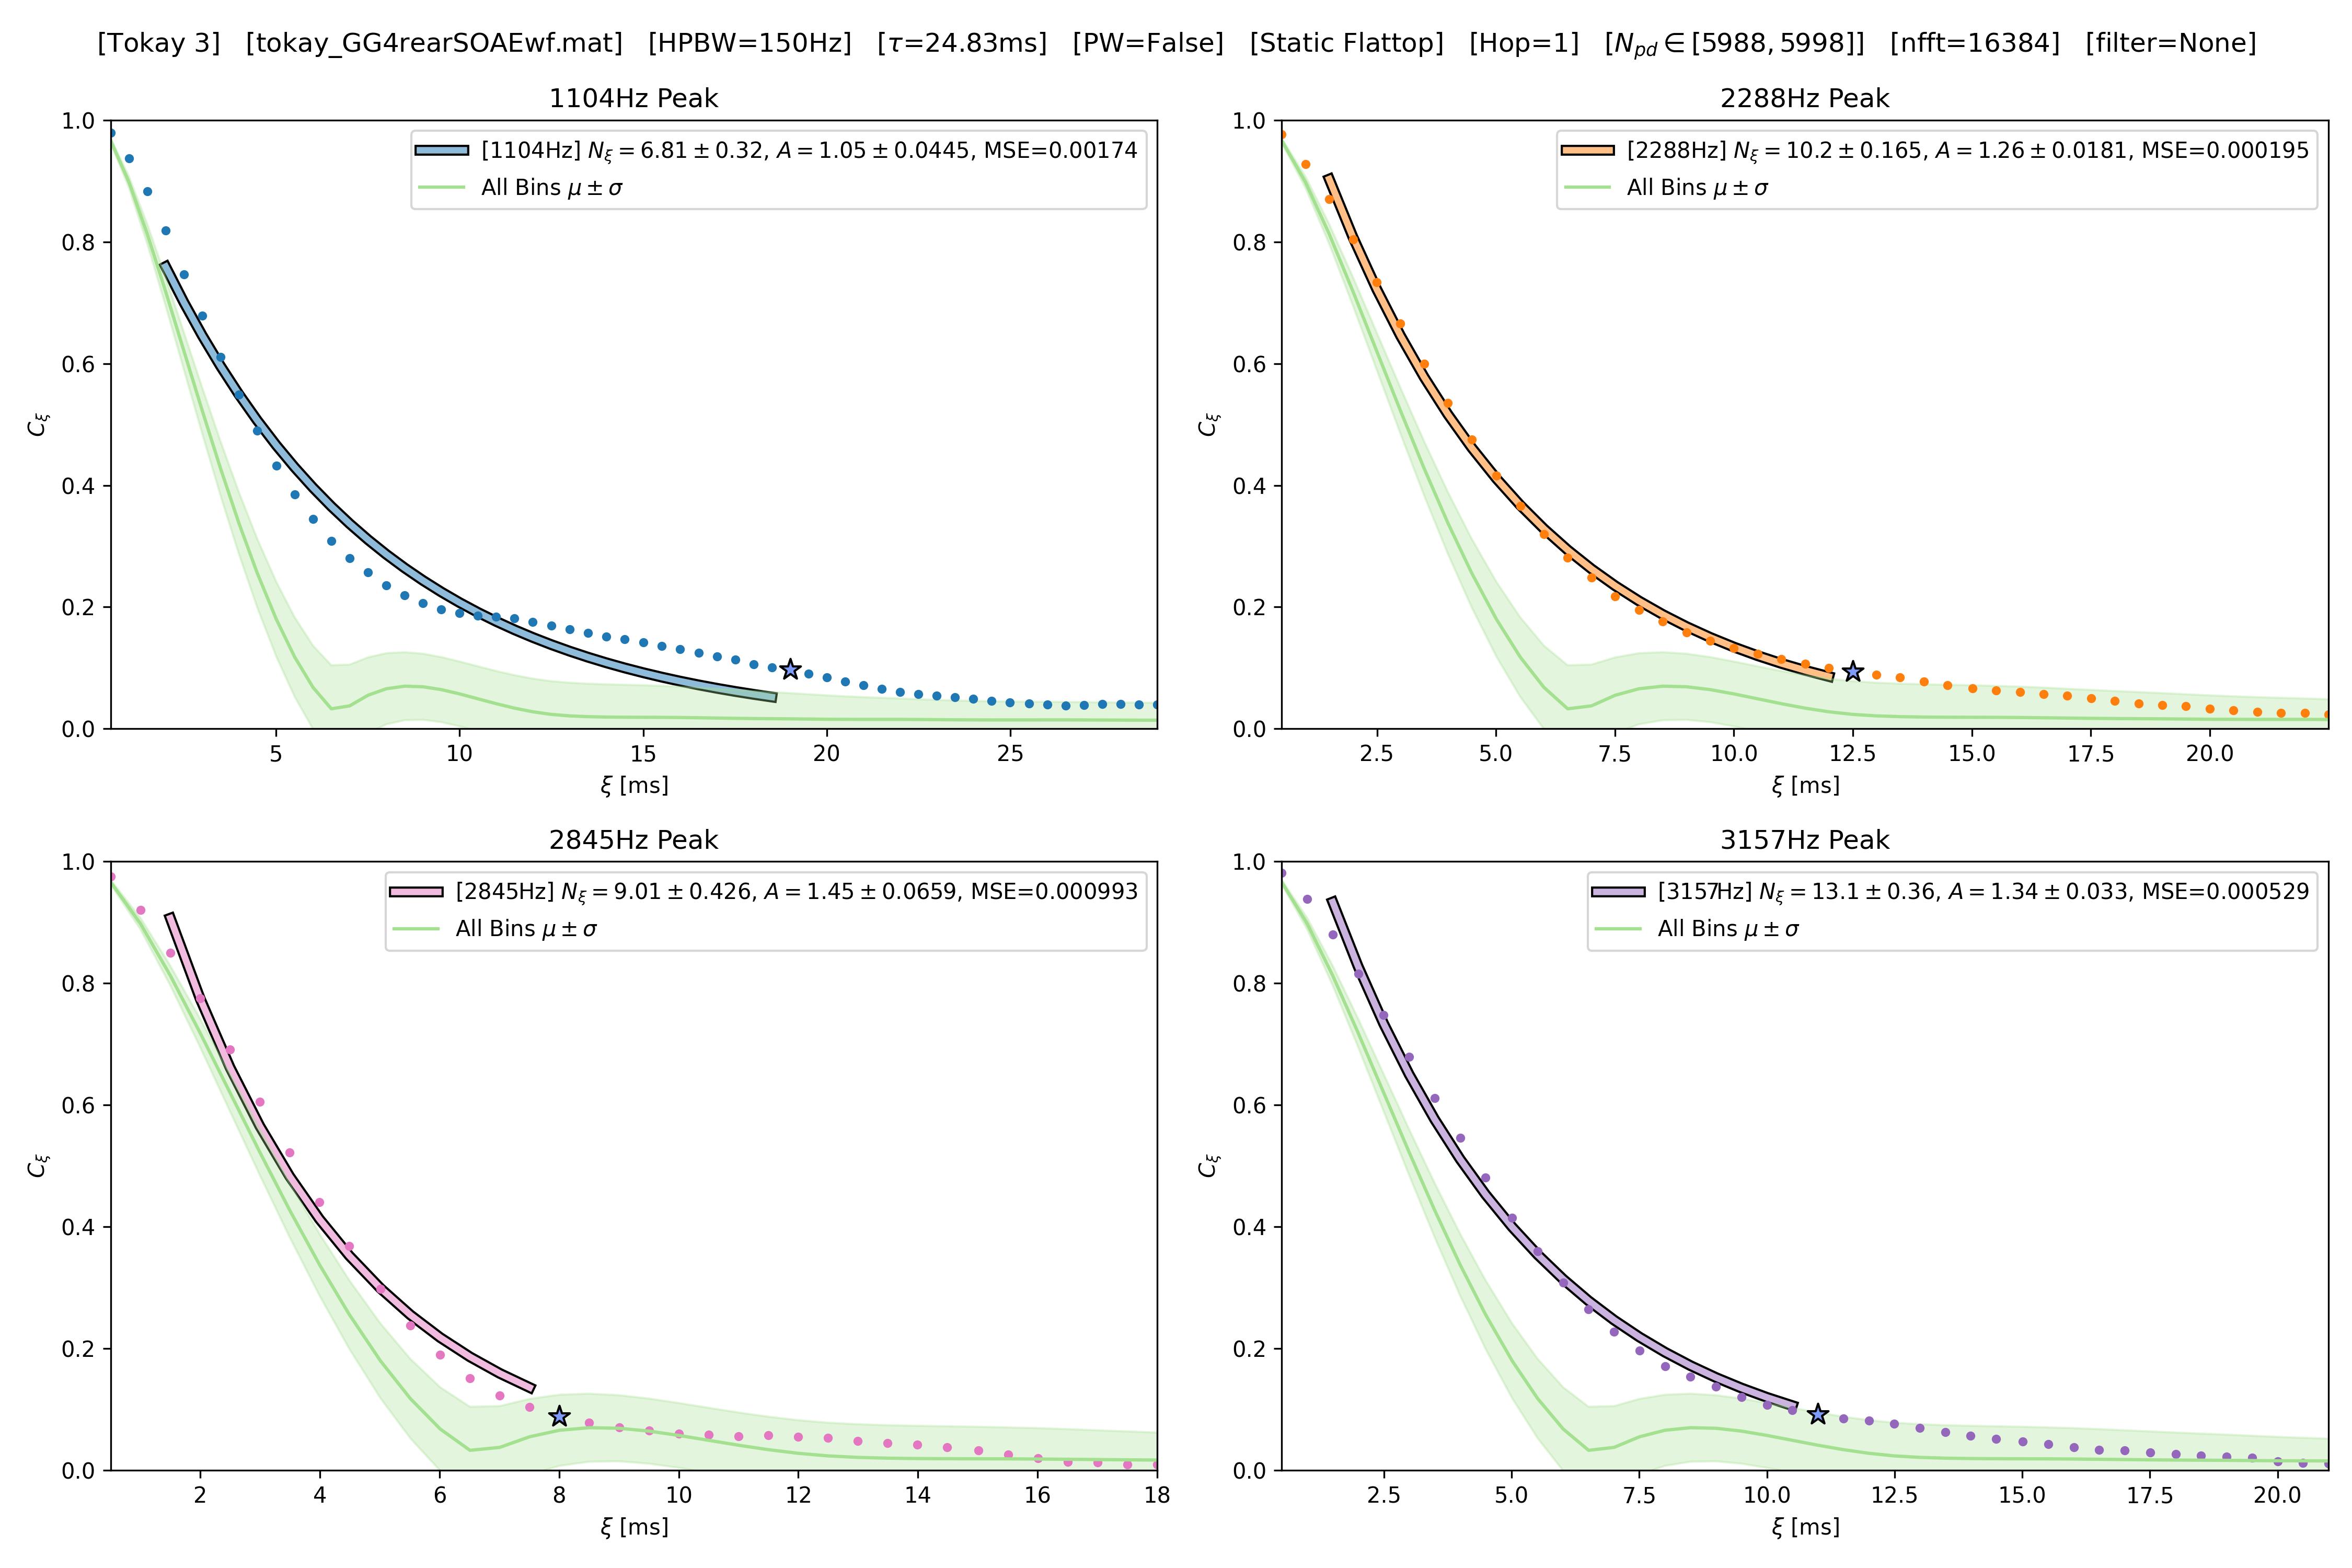 [Tokay 3] [tokay_GG4rearSOAEwf.mat] [HPBW=150Hz] [τ=24.83ms] [PW=False] [Static Flattop] [Hop=1] [N_pd ∈ [5988, 5998]] [nfft=16384] [filter=None]
1104Hz Peak
[1104Hz] N_ξ = 6.81 ± 0.32, A = 1.05 ± 0.0445, MSE=0.00174
All Bins μ ± σ
1.0
0.8
0.6
0.4
0.2
0.0
C_ξ
5 10 15 20 25
ξ [ms]
2288Hz Peak
[2288Hz] N_ξ = 10.2 ± 0.165, A = 1.26 ± 0.0181, MSE=0.000195
All Bins μ ± σ
1.0
0.8
0.6
0.4
0.2
0.0
C_ξ
2.5 5.0 7.5 10.0 12.5 15.0 17.5 20.0
ξ [ms]
2845Hz Peak
[2845Hz] N_ξ = 9.01 ± 0.426, A = 1.45 ± 0.0659, MSE=0.000993
All Bins μ ± σ
1.0
0.8
0.6
0.4
0.2
0.0
C_ξ
2 4 6 8 10 12 14 16 18
ξ [ms]
3157Hz Peak
[3157Hz] N_ξ = 13.1 ± 0.36, A = 1.34 ± 0.033, MSE=0.000529
All Bins μ ± σ
1.0
0.8
0.6
0.4
0.2
0.0
C_ξ
2.5 5.0 7.5 10.0 12.5 15.0 17.5 20.0
ξ [ms]